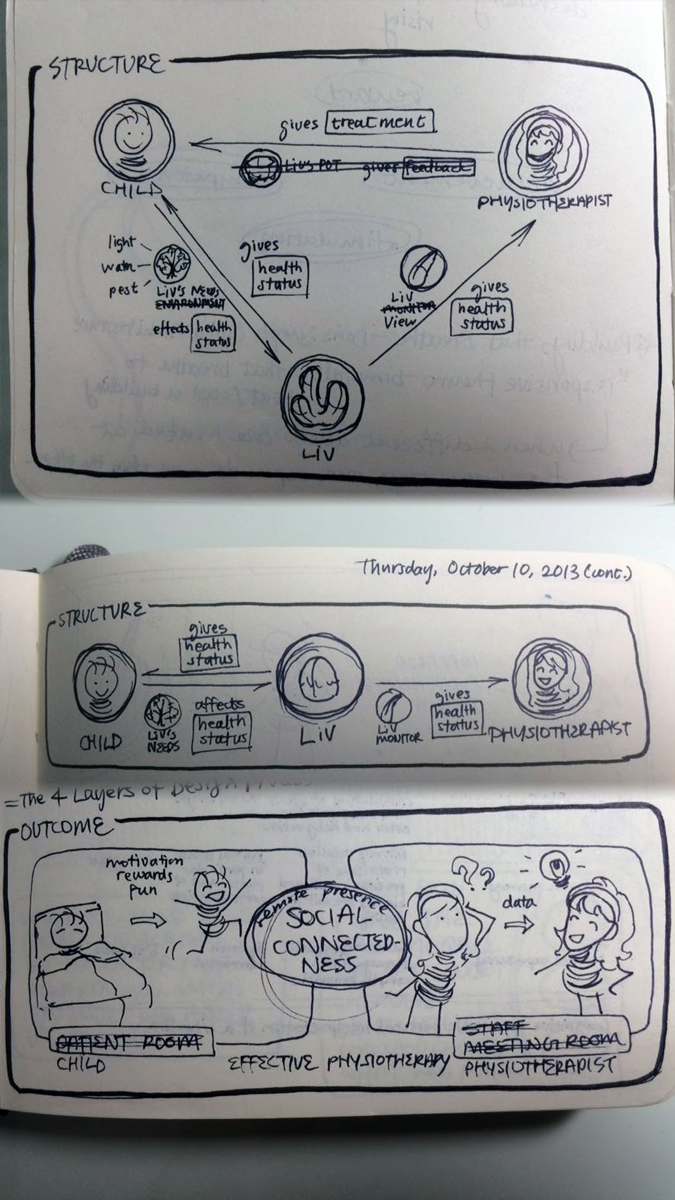 STRUCTURE
gives treatment
LIV'S POT gives feedback
CHILD
PHYSIOTHERAPIST
light
water
pest
LIV'S NEEDS
ENVIRONMENT
effects health
status
gives
health
status
LIV
MONITOR
View
gives
health
status
LIV
Thursday, October 10, 2013 (cont.)
STRUCTURE
gives
health
status
LIV'S
NEEDS
affects
health
status
CHILD
LIV
LIV
MONITOR
gives
health
status
PHYSIOTHERAPIST
= The 4 Layers of Design
OUTCOME
motivation
rewards
fun
remote presence
SOCIAL
CONNECTED-
NESS
??
data
PATIENT ROOM
CHILD
EFFECTIVE PHYSIOTHERAPY
STAFF
MEETING ROOM
PHYSIOTHERAPIST